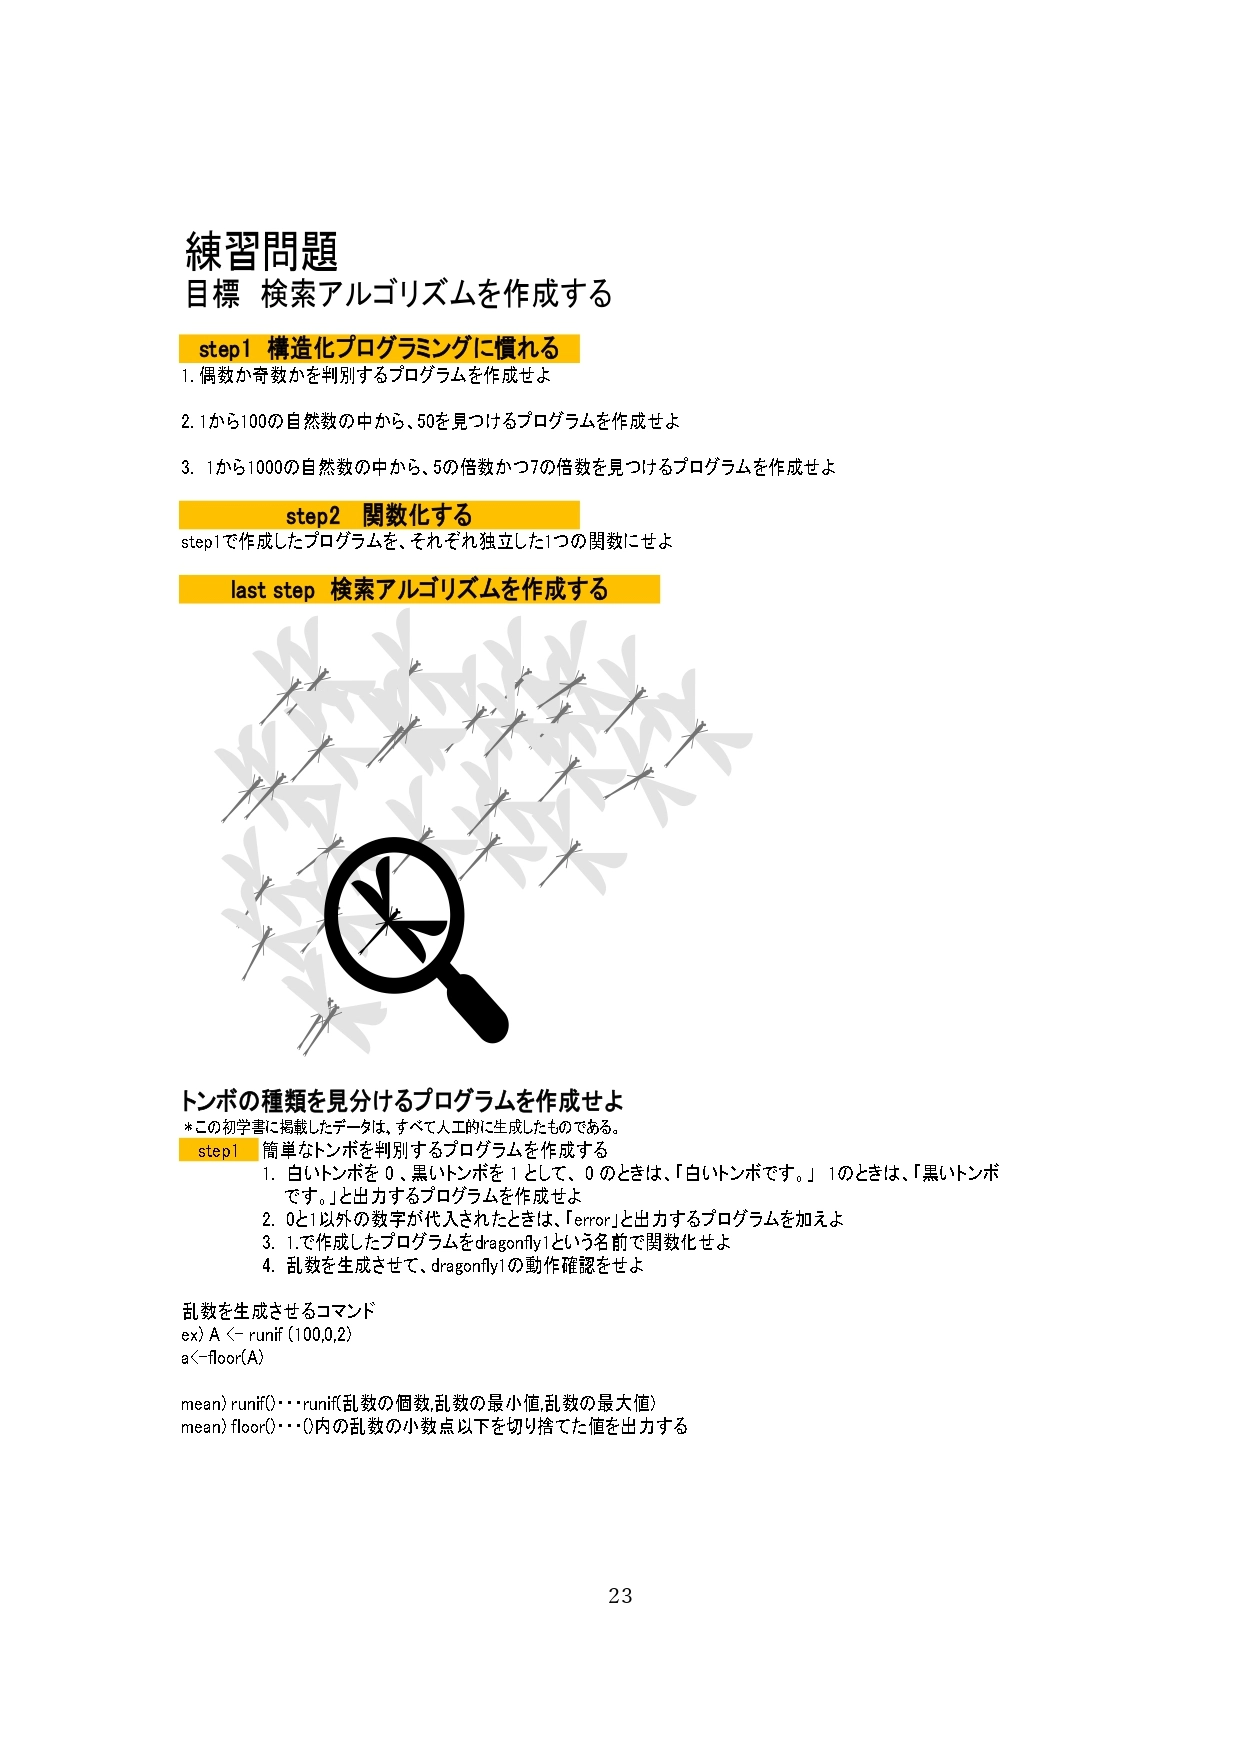 練習問題
目標 検索アルゴリズムを作成する
step1 構造化プログラミングに慣れる
1. 偶数か奇数かを判別するプログラムを作成せよ
2. 1から100の自然数の中から、50を見つけるプログラムを作成せよ
3. 1から1000の自然数の中から、5の倍数かつ7の倍数を見つけるプログラムを作成せよ
step2 関数化する
step1で作成したプログラムを、それぞれ独立した1つの関数にせよ
last step 検索アルゴリズムを作成する
トンボの種類を見分けるプログラムを作成せよ
*この初学書に掲載したデータは、すべて人工的に生成したものである。
step1 簡単なトンボを判別するプログラムを作成する
1. 白いトンボを 0 、黒いトンボを 1 として、 0 のときは、「白いトンボです。」 1のときは、「黒いトンボ
です。」と出力するプログラムを作成せよ
2. 0と1以外の数字が代入されたときは、「error」と出力するプログラムを加えよ
3. 1.で作成したプログラムをdragonfly1という名前で関数化せよ
4. 乱数を生成させて、dragonfly1の動作確認をせよ
乱数を生成させるコマンド
ex) A <- runif (100,0,2)
a<-floor(A)
mean) runif()・・・runif(乱数の個数,乱数の最小値,乱数の最大値)
mean) floor()・・・()内の乱数の小数点以下を切り捨てた値を出力する
23